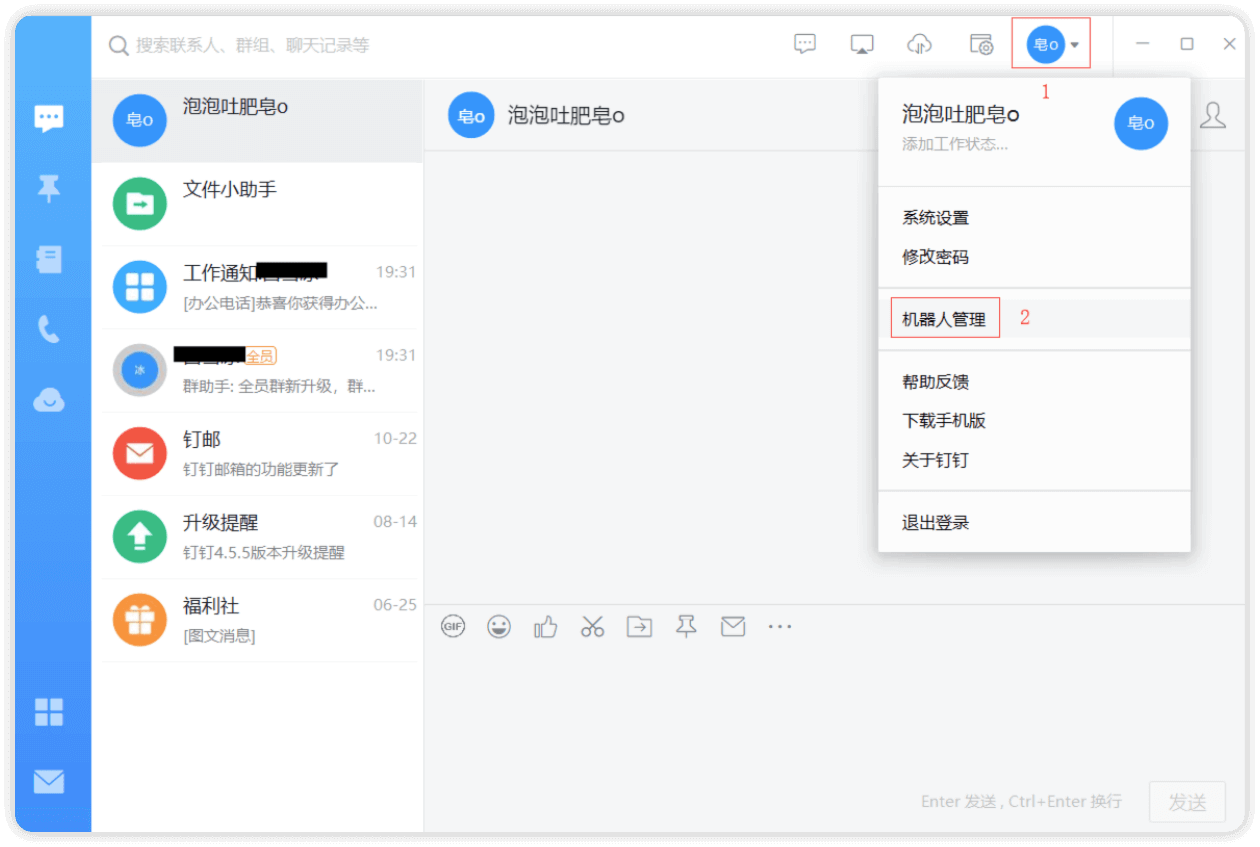 搜索联系人、群组、聊天记录等
皂o
1
皂o
泡泡吐肥皂o
文件小助手
工作通知
19:31
[办公电话]恭喜你获得办公...
冰
全员
19:31
群助手: 全员群新升级，群...
钉邮
10-22
钉钉邮箱的功能更新了
升级提醒
08-14
钉钉4.5.5版本升级提醒
福利社
06-25
[图文消息]
皂o
泡泡吐肥皂o
泡泡吐肥皂o
皂o
添加工作状态...
系统设置
修改密码
机器人管理
2
帮助反馈
下载手机版
关于钉钉
退出登录
GIF
Enter 发送 , Ctrl+Enter 换行
发送